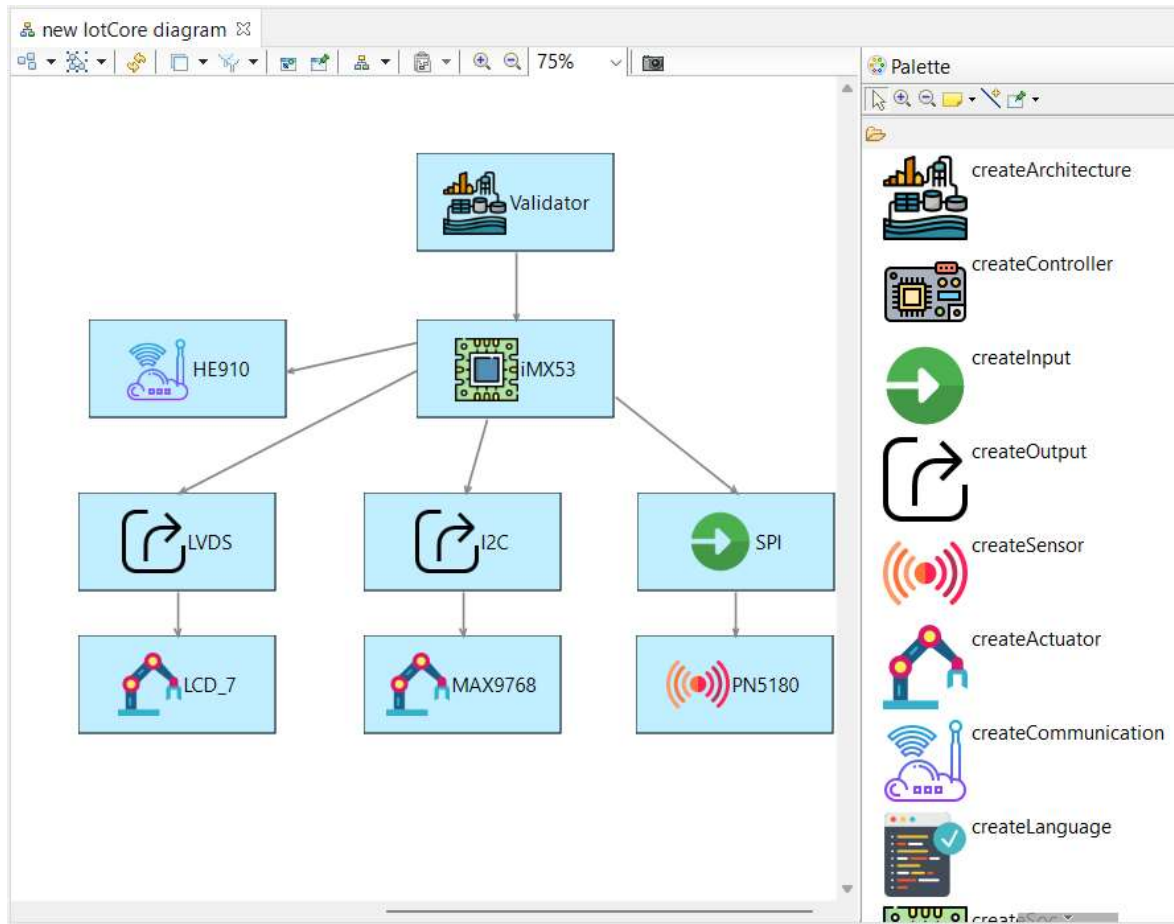 new IotCore diagram
75%
Palette
Validator
HE910
iMX53
LVDS
I2C
SPI
LCD_7
MAX9768
PN5180
createArchitecture
createController
createInput
createOutput
createSensor
createActuator
createCommunication
createLanguage
createSoc